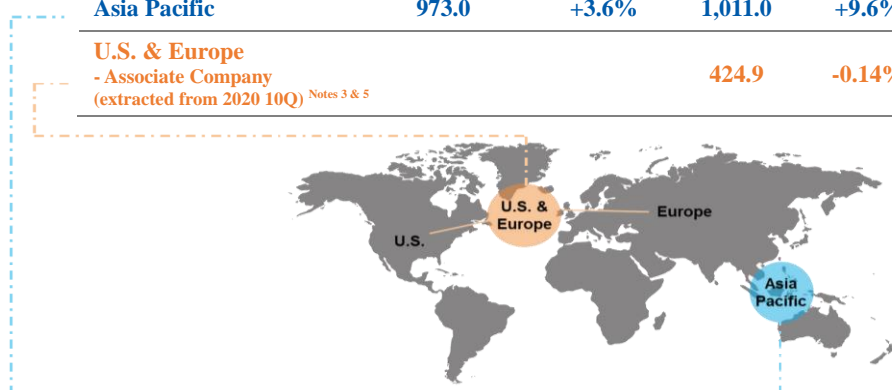 Asia Pacific 973.0 +3.6% 1,011.0 +9.6%
U.S. & Europe
- Associate Company 424.9 -0.14%
(extracted from 2020 10Q) Notes 3 & 5
U.S. &
Europe
Europe
U.S.
Asia
Pacific